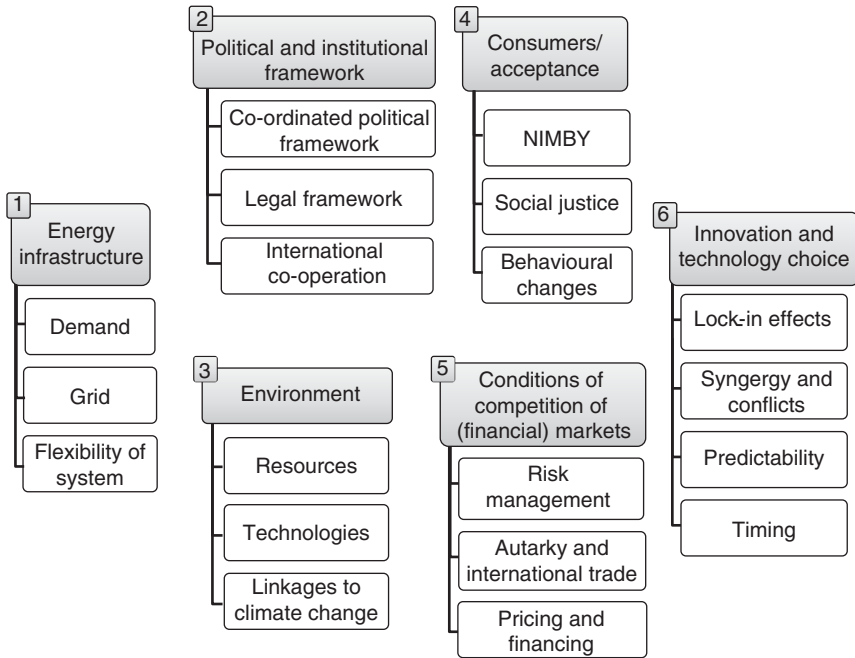 1
Energy
infrastructure
Demand
Grid
Flexibility of
system
2
Political and institutional
framework
Co-ordinated political
framework
Legal framework
International
co-operation
3
Environment
Resources
Technologies
Linkages to
climate change
4
Consumers/
acceptance
NIMBY
Social justice
Behavioural
changes
5
Conditions of
competition of
(financial) markets
Risk
management
Autarky and
international trade
Pricing and
financing
6
Innovation and
technology choice
Lock-in effects
Syngergy and
conflicts
Predictability
Timing